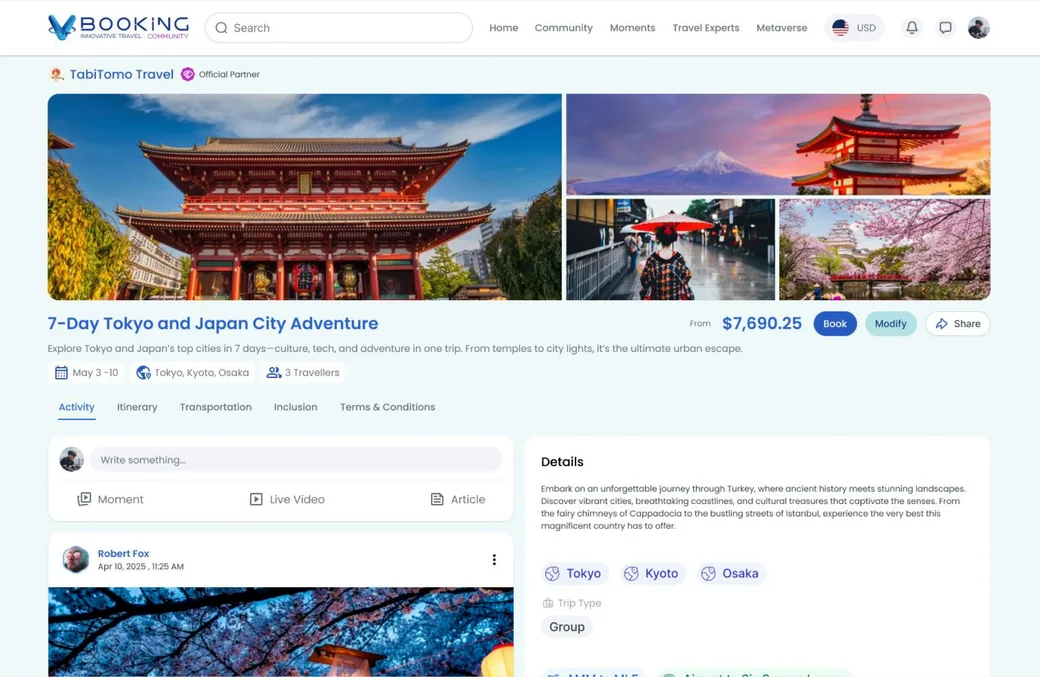 BOOKING
INNOVATIVE TRAVEL - COMMUNITY
Search
Home
Community
Moments
Travel Experts
Metaverse
USD
TabiTomo Travel
Official Partner
7-Day Tokyo and Japan City Adventure
From
$7,690.25
Book
Modify
Share
Explore Tokyo and Japan's top cities in 7 days—culture, tech, and adventure in one trip. From temples to city lights, it's the ultimate urban escape.
May 3 -10
Tokyo, Kyoto, Osaka
3 Travellers
Activity
Itinerary
Transportation
Inclusion
Terms & Conditions
Write something...
Moment
Live Video
Article
Robert Fox
Apr 10, 2025 , 11:25 AM
Details
Embark on an unforgettable journey through Turkey, where ancient history meets stunning landscapes.
Discover vibrant cities, breathtaking coastlines, and cultural treasures that captivate the senses. From
the fairy chimneys of Cappadocia to the bustling streets of Istanbul, experience the very best this
magnificent country has to offer.
Tokyo
Kyoto
Osaka
Trip Type
Group